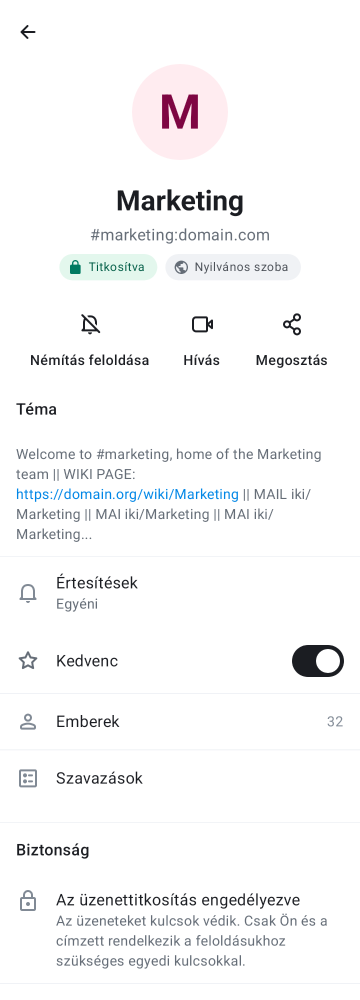 M
Marketing
#marketing:domain.com
Titkosítva
Nyilvános szoba
Némítás feloldása
Hívás
Megosztás
Téma
Welcome to #marketing, home of the Marketing
team || WIKI PAGE:
https://domain.org/wiki/Marketing || MAIL iki/
Marketing || MAI iki/Marketing || MAI iki/
Marketing...
Értesítések
Egyéni
Kedvenc
Emberek
32
Szavazások
Biztonság
Az üzenettitkosítás engedélyezve
Az üzeneteket kulcsok védik. Csak Ön és a
címzett rendelkezik a feloldásukhoz
szükséges egyedi kulcsokkal.